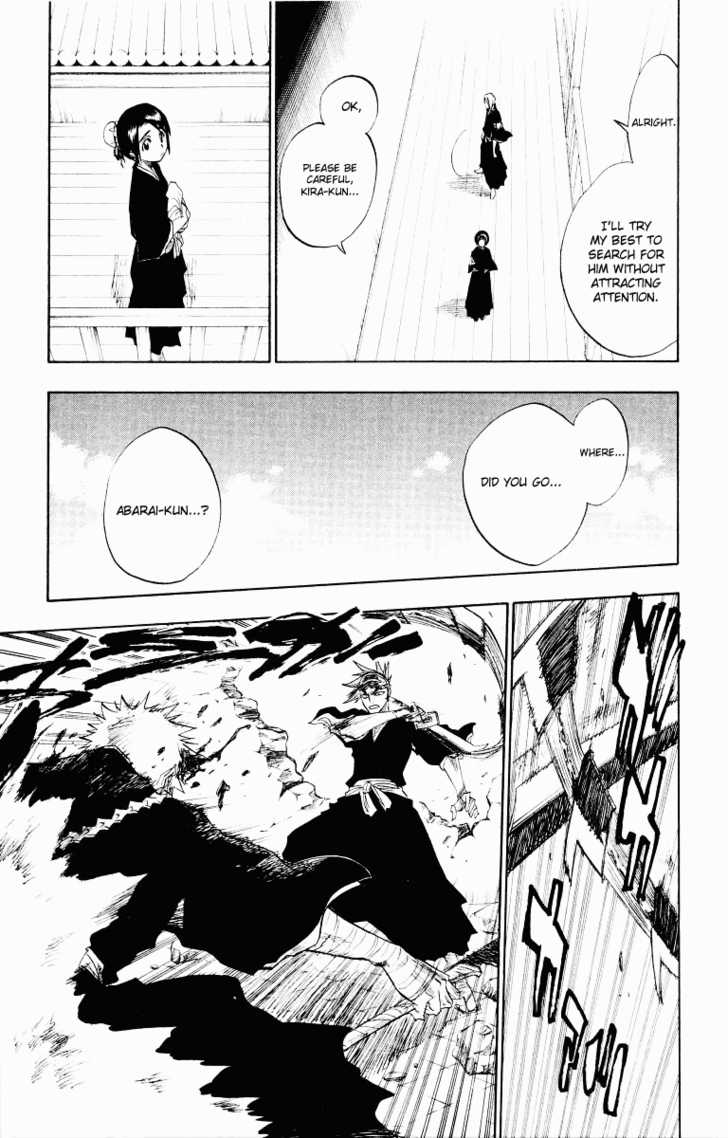 ALRIGHT.
I'LL TRY
MY BEST TO
SEARCH FOR
HIM WITHOUT
ATTRACTING
ATTENTION.
OK,
PLEASE BE
CAREFUL,
KIRA-KUN...
WHERE...
DID YOU GO...
ABARAI-KUN...?